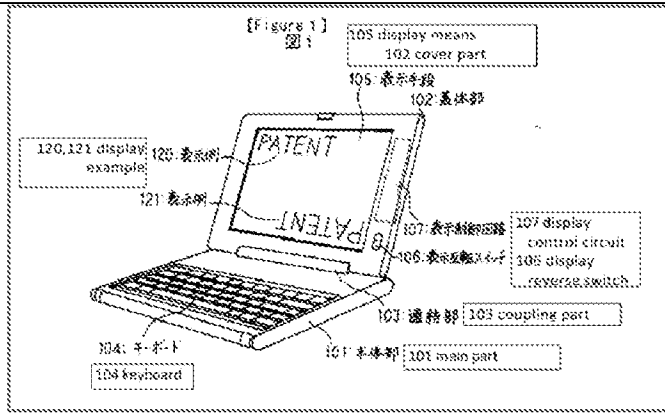 [Figure 1]
図1
105 display means
102 cover part
105:表示手段
102:蓋体部
PATENT
120,121 display
example
120:表示例
121:表示例
PATENT
107:表示制御回路
106:表示反転スイッチ
107 display
control circuit
106 display
reverse switch
103:連結部
103 coupling part
104:キーボード
104 keyboard
101:本体部
101 main part